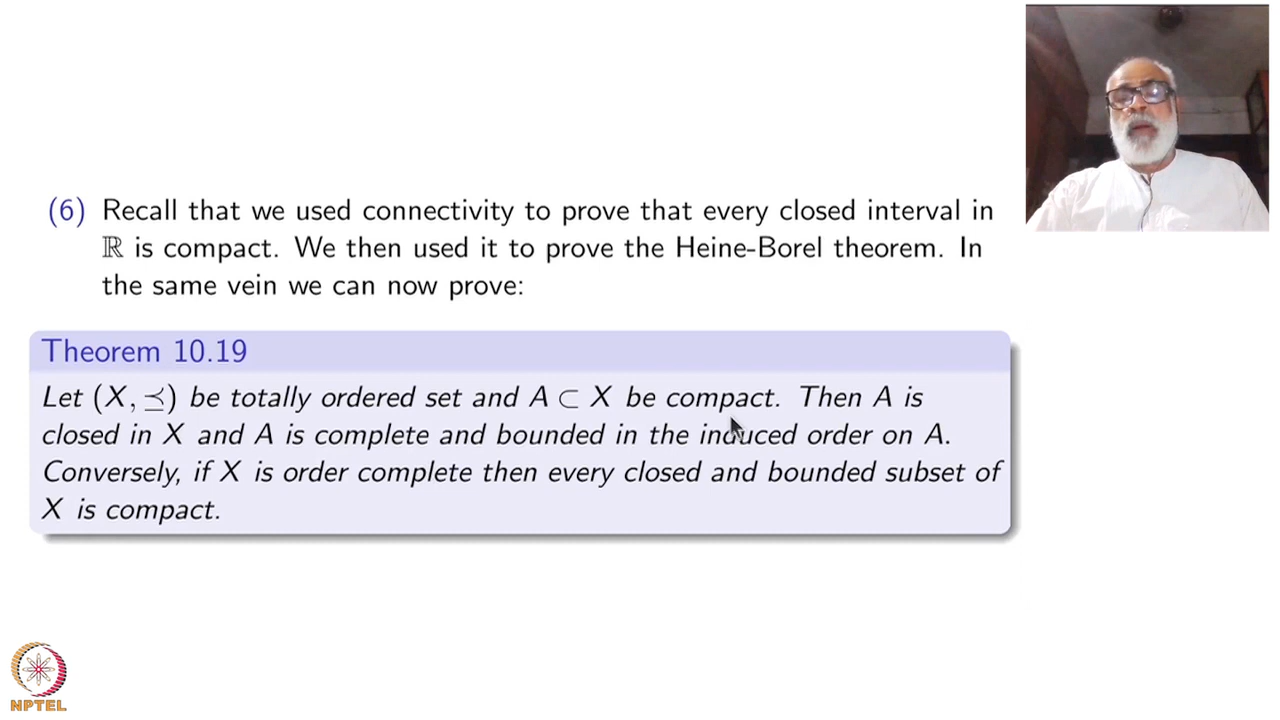 (6) Recall that we used connectivity to prove that every closed interval in
ℝ is compact. We then used it to prove the Heine-Borel theorem. In
the same vein we can now prove:
Theorem 10.19
Let (X, ⪯) be totally ordered set and A ⊂ X be compact. Then A is
closed in X and A is complete and bounded in the induced order on A.
Conversely, if X is order complete then every closed and bounded subset of
X is compact.
NPTEL